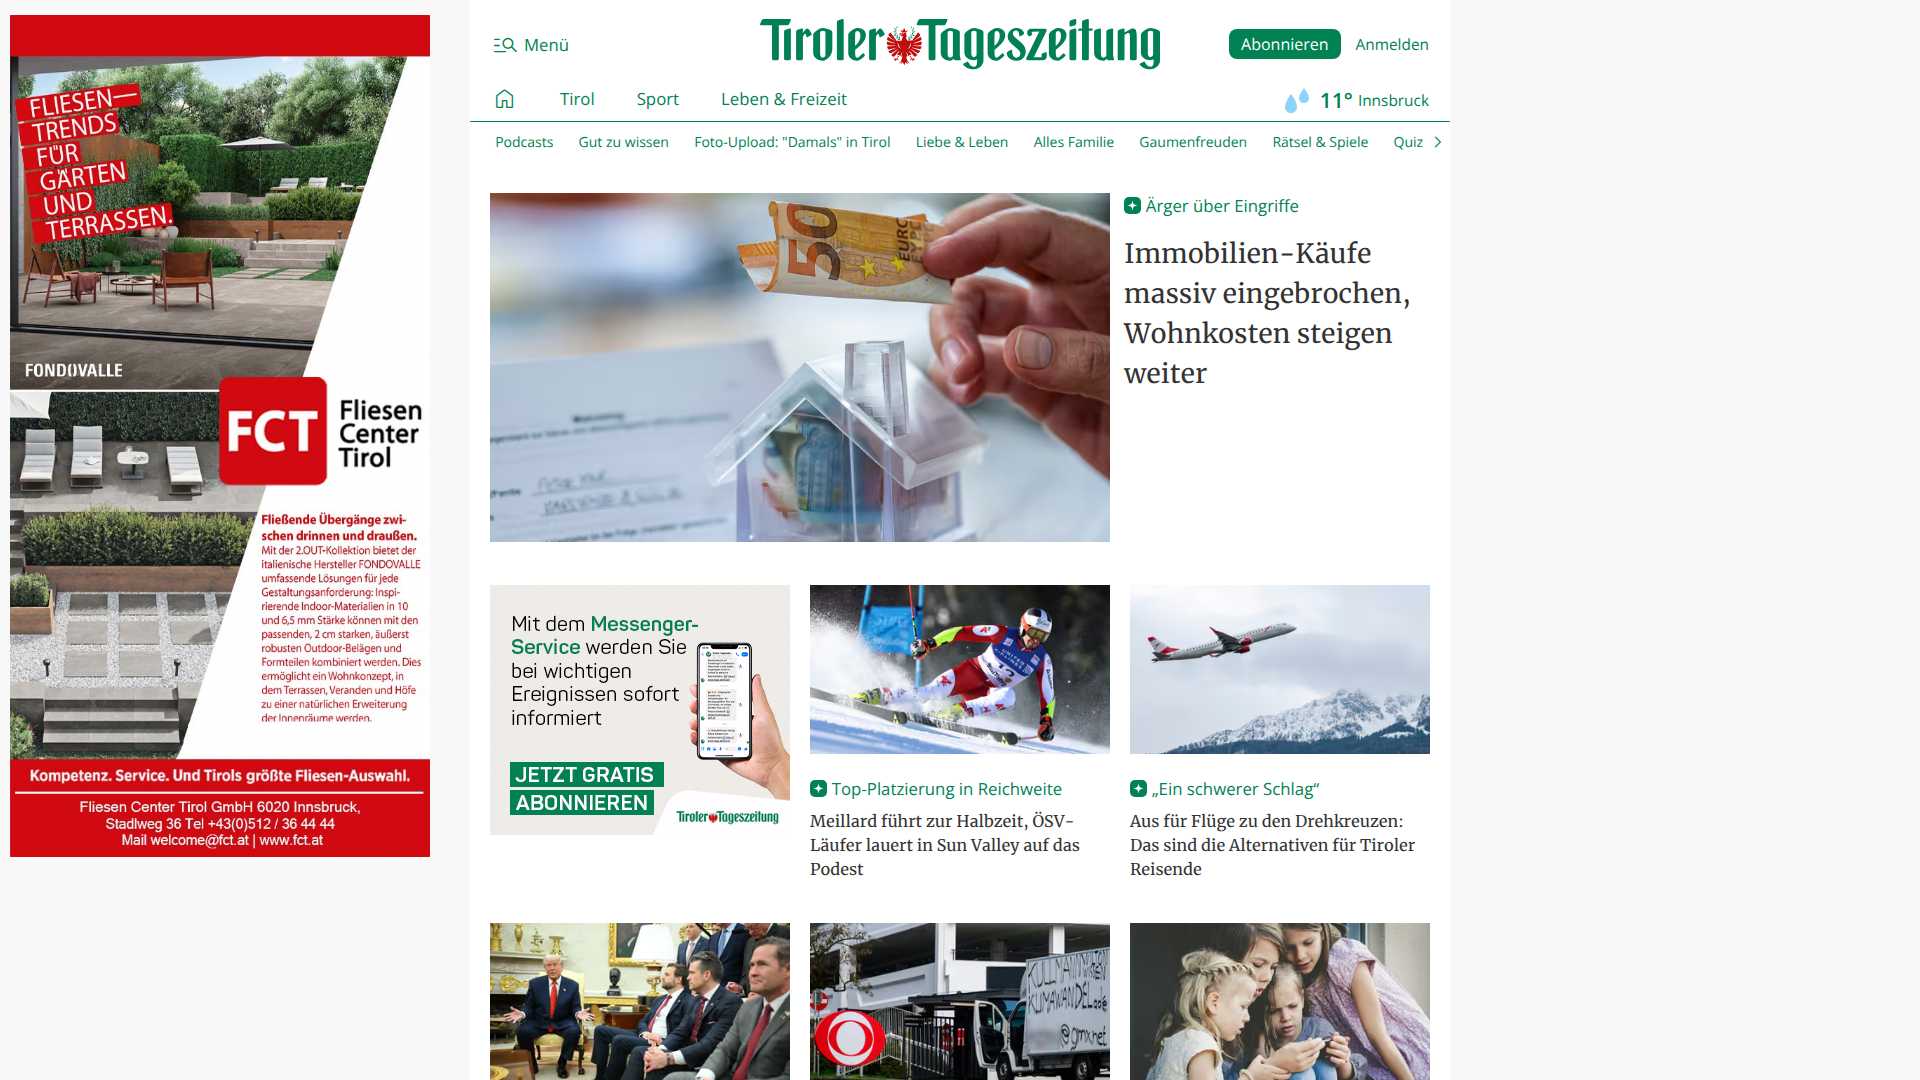 FLIESEN—
TRENDS
FÜR
GÄRTEN
UND
TERRASSEN.
FONDOVALLE
FCT
Fliesen
Center
Tirol
Fließende Übergänge zwi-
schen drinnen und draußen.
Mit der 2.OUT-Kollektion bietet der
italienische Hersteller FONDOVALLE
umfassende Lösungen für jede
Gestaltungsanforderung: Inspi-
rierende Indoor-Materialien in 10
und 6,5 mm Stärke können mit den
passenden, 2 cm starken, äußerst
robusten Outdoor-Belägen und
Formteilen kombiniert werden. Dies
ermöglicht ein Wohnkonzept, in
dem Terrassen, Veranden und Höfe
zu einer natürlichen Erweiterung
der Innenräume werden.
Kompetenz. Service. Und Tirols größte Fliesen-Auswahl.
Fliesen Center Tirol GmbH 6020 Innsbruck,
Stadlweg 36 Tel +43(0)512 / 36 44 44
Mail welcome@fct.at | www.fct.at
Menü
Tiroler Tageszeitung
Abonnieren
Anmelden
Tirol
Sport
Leben & Freizeit
11° Innsbruck
Podcasts
Gut zu wissen
Foto-Upload: "Damals" in Tirol
Liebe & Leben
Alles Familie
Gaumenfreuden
Rätsel & Spiele
Quiz
50
EURO
Ärger über Eingriffe
Immobilien-Käufe
massiv eingebrochen,
Wohnkosten steigen
weiter
Mit dem Messenger-
Service werden Sie
bei wichtigen
Ereignissen sofort
informiert
JETZT GRATIS
ABONNIEREN
Tiroler Tageszeitung
Top-Platzierung in Reichweite
Meillard führt zur Halbzeit, ÖSV-
Läufer lauert in Sun Valley auf das
Podest
„Ein schwerer Schlag“
Aus für Flüge zu den Drehkreuzen:
Das sind die Alternativen für Tiroler
Reisende
KLIMAWANDEL@
@gmx.net